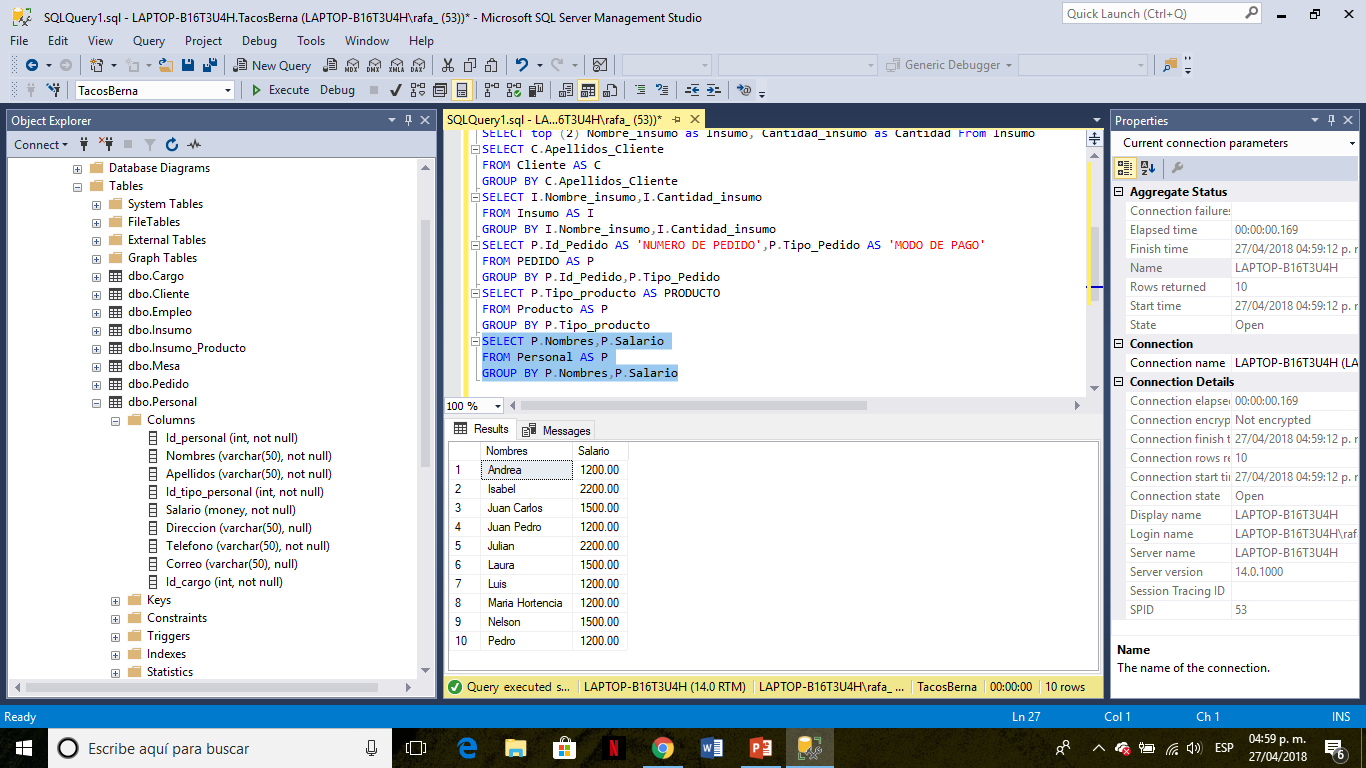 SQLQuery1.sql - LAPTOP-B16T3U4H.TacosBerna (LAPTOP-B16T3U4H\rafa_ (53))* - Microsoft SQL Server Management Studio
Quick Launch (Ctrl+Q)
File Edit View Query Project Debug Tools Window Help
New Query
MDX DMX XMLA DAX
Generic Debugger
TacosBerna
Execute Debug
Object Explorer
Connect
Database Diagrams
Tables
System Tables
FileTables
External Tables
Graph Tables
dbo.Cargo
dbo.Cliente
dbo.Empleo
dbo.Insumo
dbo.Insumo_Producto
dbo.Mesa
dbo.Pedido
dbo.Personal
Columns
Id_personal (int, not null)
Nombres (varchar(50), not null)
Apellidos (varchar(50), not null)
Id_tipo_personal (int, not null)
Salario (money, not null)
Direccion (varchar(50), null)
Telefono (varchar(50), not null)
Correo (varchar(50), null)
Id_cargo (int, not null)
Keys
Constraints
Triggers
Indexes
Statistics
SQLQuery1.sql - LA...6T3U4H\rafa_ (53))*
SELECT top (2) Nombre_insumo as Insumo, Cantidad_insumo as Cantidad From Insumo
SELECT C.Apellidos_Cliente
FROM Cliente AS C
GROUP BY C.Apellidos_Cliente
SELECT I.Nombre_insumo,I.Cantidad_insumo
FROM Insumo AS I
GROUP BY I.Nombre_insumo,I.Cantidad_insumo
SELECT P.Id_Pedido AS 'NUMERO DE PEDIDO',P.Tipo_Pedido AS 'MODO DE PAGO'
FROM PEDIDO AS P
GROUP BY P.Id_Pedido,P.Tipo_Pedido
SELECT P.Tipo_producto AS PRODUCTO
FROM Producto AS P
GROUP BY P.Tipo_producto
SELECT P.Nombres,P.Salario
FROM Personal AS P
GROUP BY P.Nombres,P.Salario
100 %
Results Messages
Nombres Salario
1 Andrea 1200.00
2 Isabel 2200.00
3 Juan Carlos 1500.00
4 Juan Pedro 1200.00
5 Julian 2200.00
6 Laura 1500.00
7 Luis 1200.00
8 Maria Hortencia 1200.00
9 Nelson 1500.00
10 Pedro 1200.00
Query executed s... LAPTOP-B16T3U4H (14.0 RTM) LAPTOP-B16T3U4H\rafa_ ... TacosBerna 00:00:00 10 rows
Properties
Current connection parameters
Aggregate Status
Connection failures
Elapsed time 00:00:00.169
Finish time 27/04/2018 04:59:12 p. r
Name LAPTOP-B16T3U4H
Rows returned 10
Start time 27/04/2018 04:59:12 p. r
State Open
Connection
Connection name LAPTOP-B16T3U4H (LA
Connection Details
Connection elapse 00:00:00.169
Connection encryp Not encrypted
Connection finish t 27/04/2018 04:59:12 p. r
Connection rows re 10
Connection start ti 27/04/2018 04:59:12 p. r
Connection state Open
Display name LAPTOP-B16T3U4H
Login name LAPTOP-B16T3U4H\raf
Server name LAPTOP-B16T3U4H
Server version 14.0.1000
Session Tracing ID
SPID 53
Name
The name of the connection.
Ready Ln 27 Col 1 Ch 1 INS
Escribe aquí para buscar
ESP
04:59 p. m.
27/04/2018
6